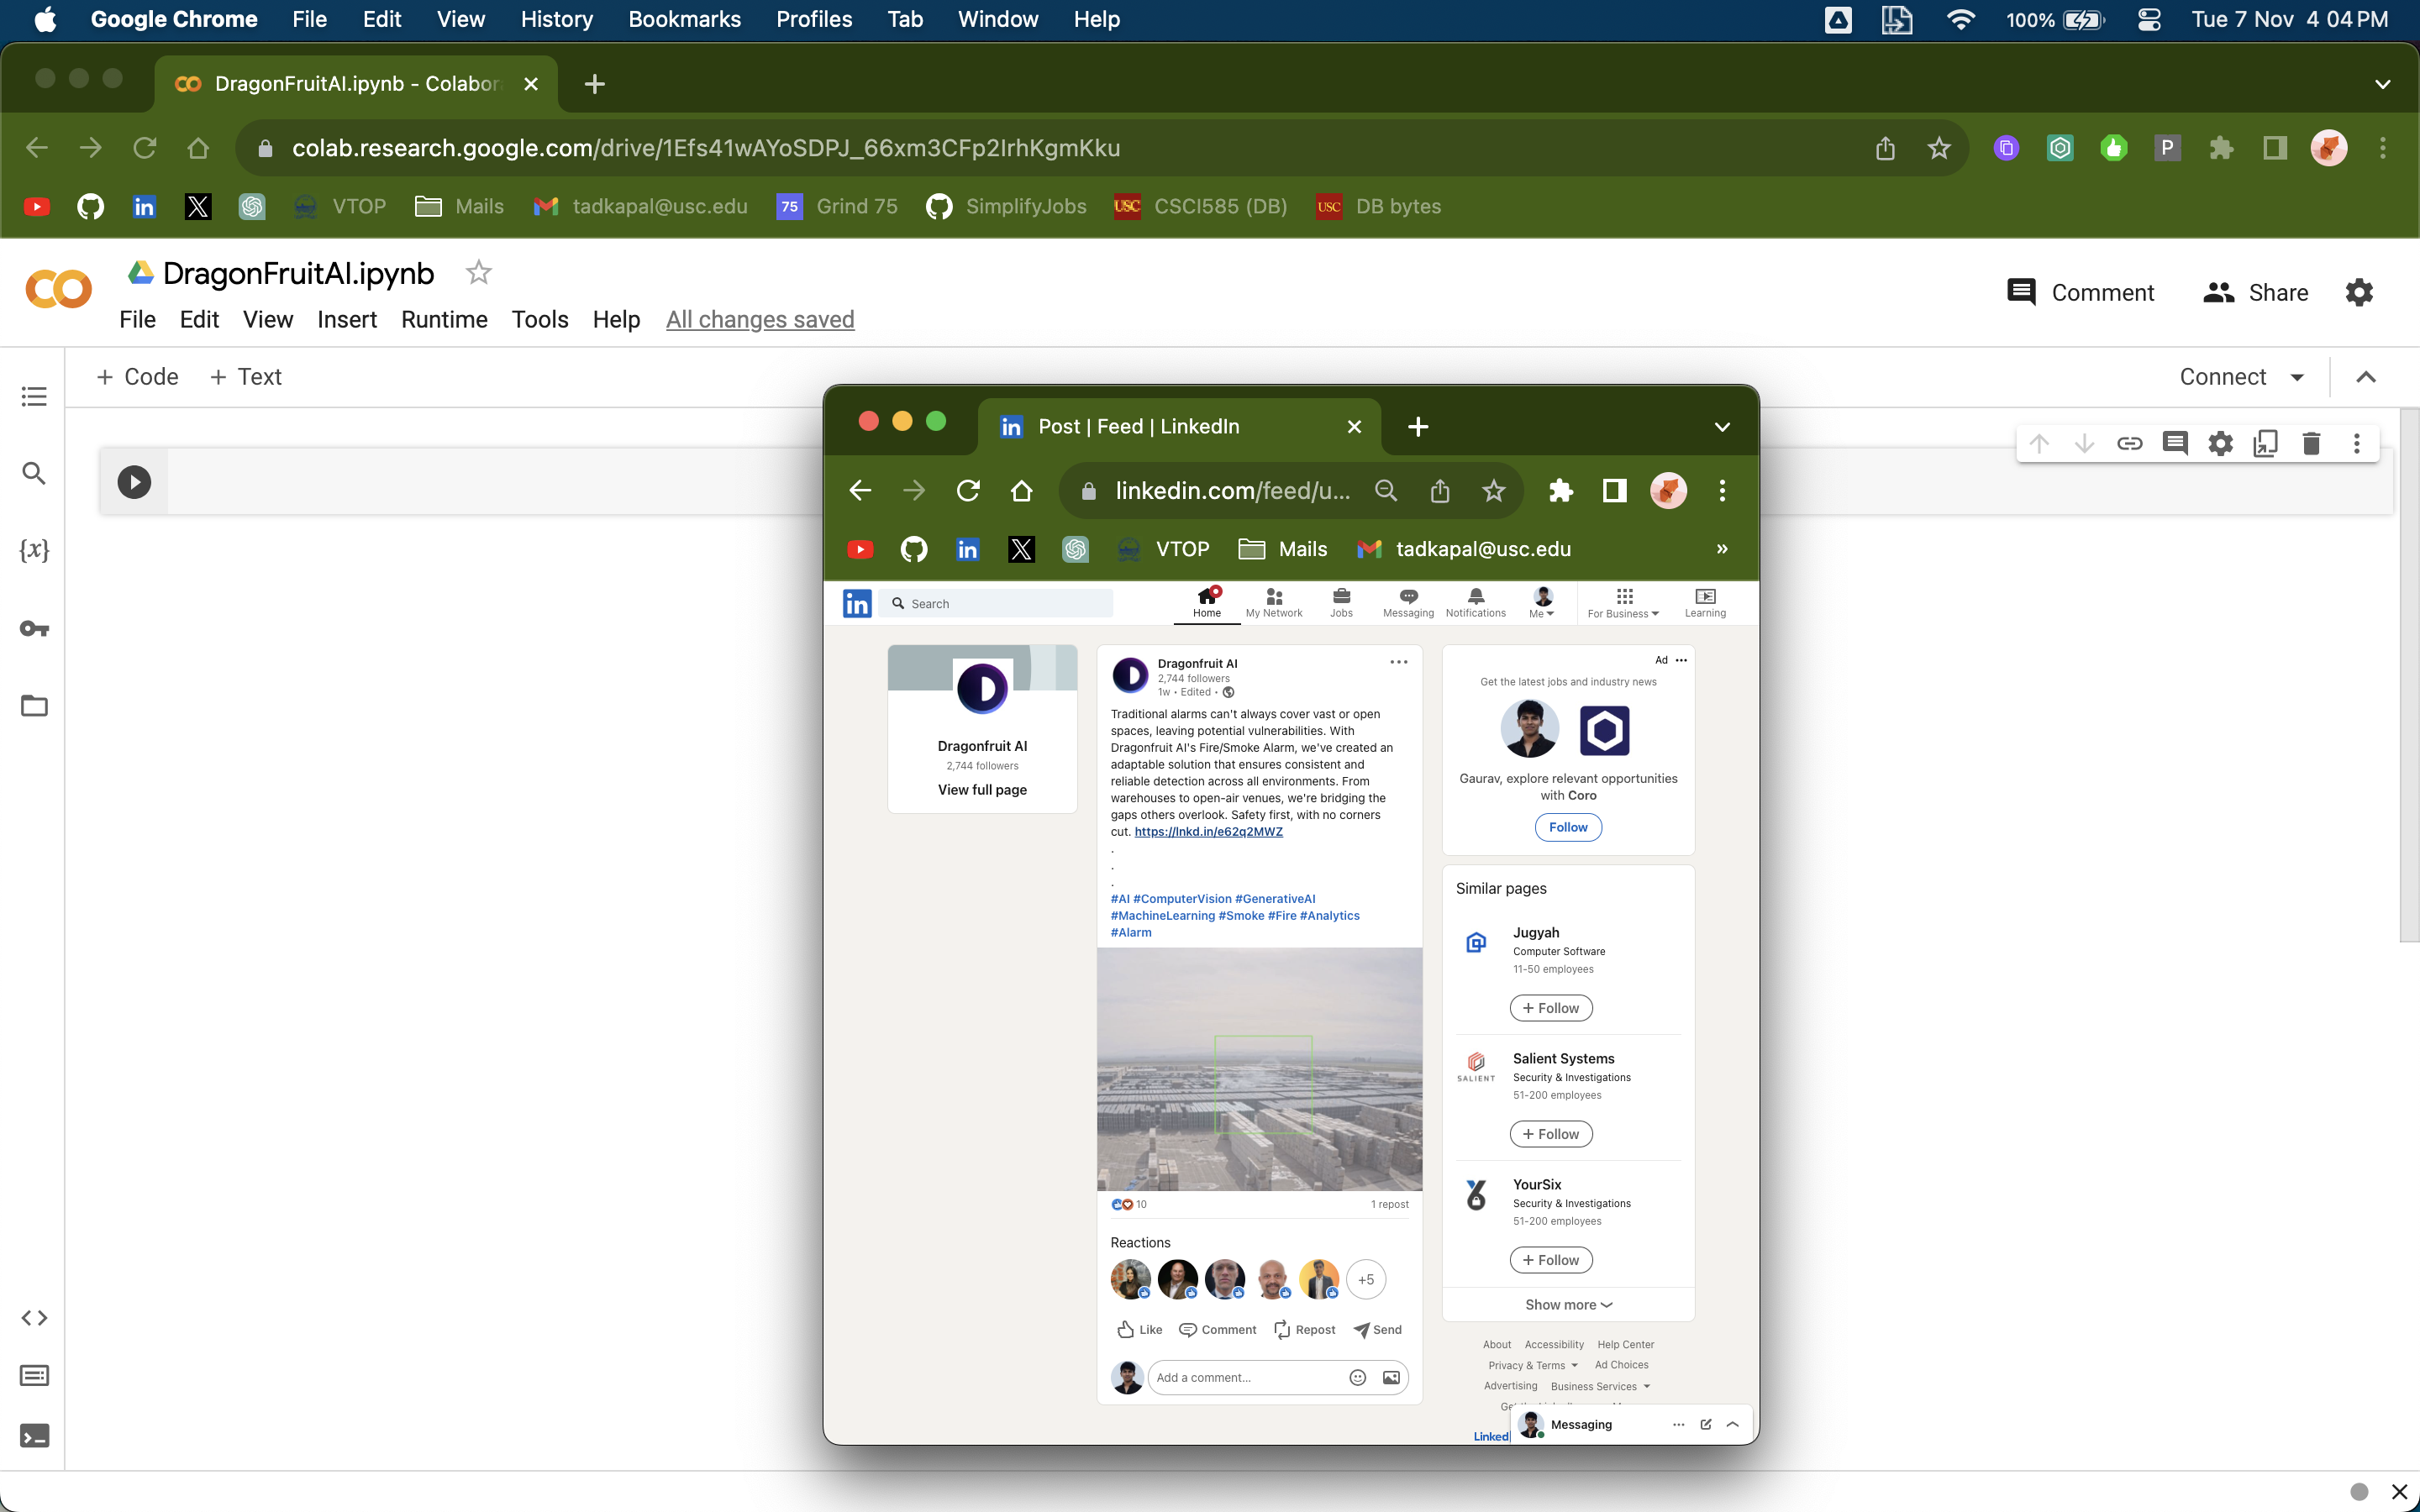 Google Chrome File Edit View History Bookmarks Profiles Tab Window Help 100% Tue 7 Nov 4 04 PM
DragonFruitAI.ipynb - Colabor
colab.research.google.com/drive/1Efs41wAYoSDPJ_66xm3CFp2IrhKgmKku P
VTOP Mails tadkapal@usc.edu 75 Grind 75 SimplifyJobs USC CSCI585 (DB) USC DB bytes
DragonFruitAI.ipynb
Comment Share
File Edit View Insert Runtime Tools Help All changes saved
+ Code + Text Connect
{x}
Post | Feed | LinkedIn
linkedin.com/feed/u...
VTOP Mails tadkapal@usc.edu »
in Search Home My Network Jobs Messaging Notifications Me For Business Learning
Dragonfruit AI
2,744 followers
View full page
Dragonfruit AI
2,744 followers
1w • Edited •
Traditional alarms can't always cover vast or open
spaces, leaving potential vulnerabilities. With
Dragonfruit AI's Fire/Smoke Alarm, we've created an
adaptable solution that ensures consistent and
reliable detection across all environments. From
warehouses to open-air venues, we're bridging the
gaps others overlook. Safety first, with no corners
cut. https://lnkd.in/e62q2MWZ
.
.
.
#AI #ComputerVision #GenerativeAI
#MachineLearning #Smoke #Fire #Analytics
#Alarm
10 1 repost
Reactions
+5
Like Comment Repost Send
Add a comment...
Ad
Get the latest jobs and industry news
Gaurav, explore relevant opportunities
with Coro
Follow
Similar pages
Jugyah
Computer Software
11-50 employees
+ Follow
SALIENT
Salient Systems
Security & Investigations
51-200 employees
+ Follow
YourSix
Security & Investigations
51-200 employees
+ Follow
Show more
About Accessibility Help Center
Privacy & Terms Ad Choices
Advertising Business Services
Messaging
Linked